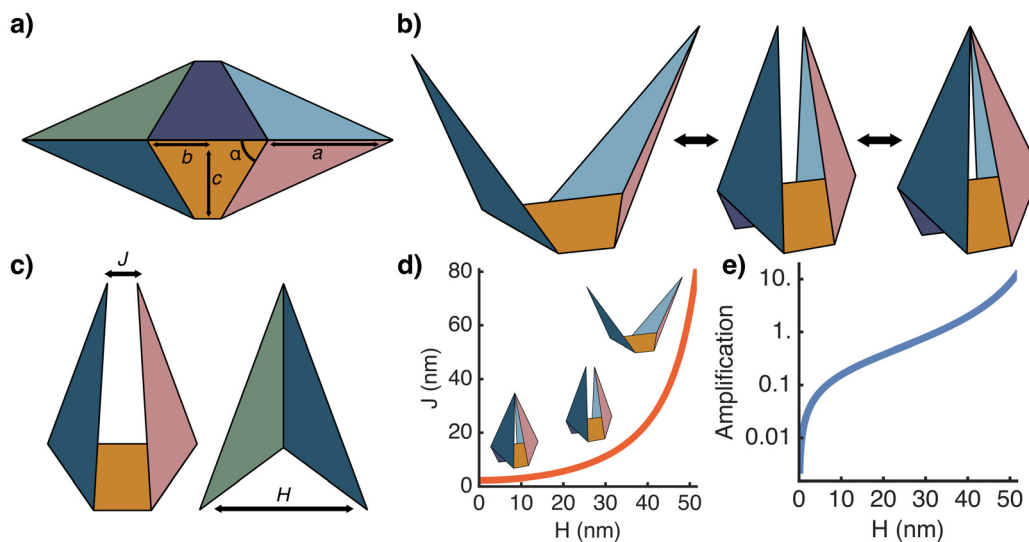 a)
b
c
α
a
b)
c)
J
H
d)
80
60
40
20
0
J (nm)
0 10 20 30 40 50
H (nm)
e)
10.
1.
0.1
0.01
Amplification
0 10 20 30 40 50
H (nm)